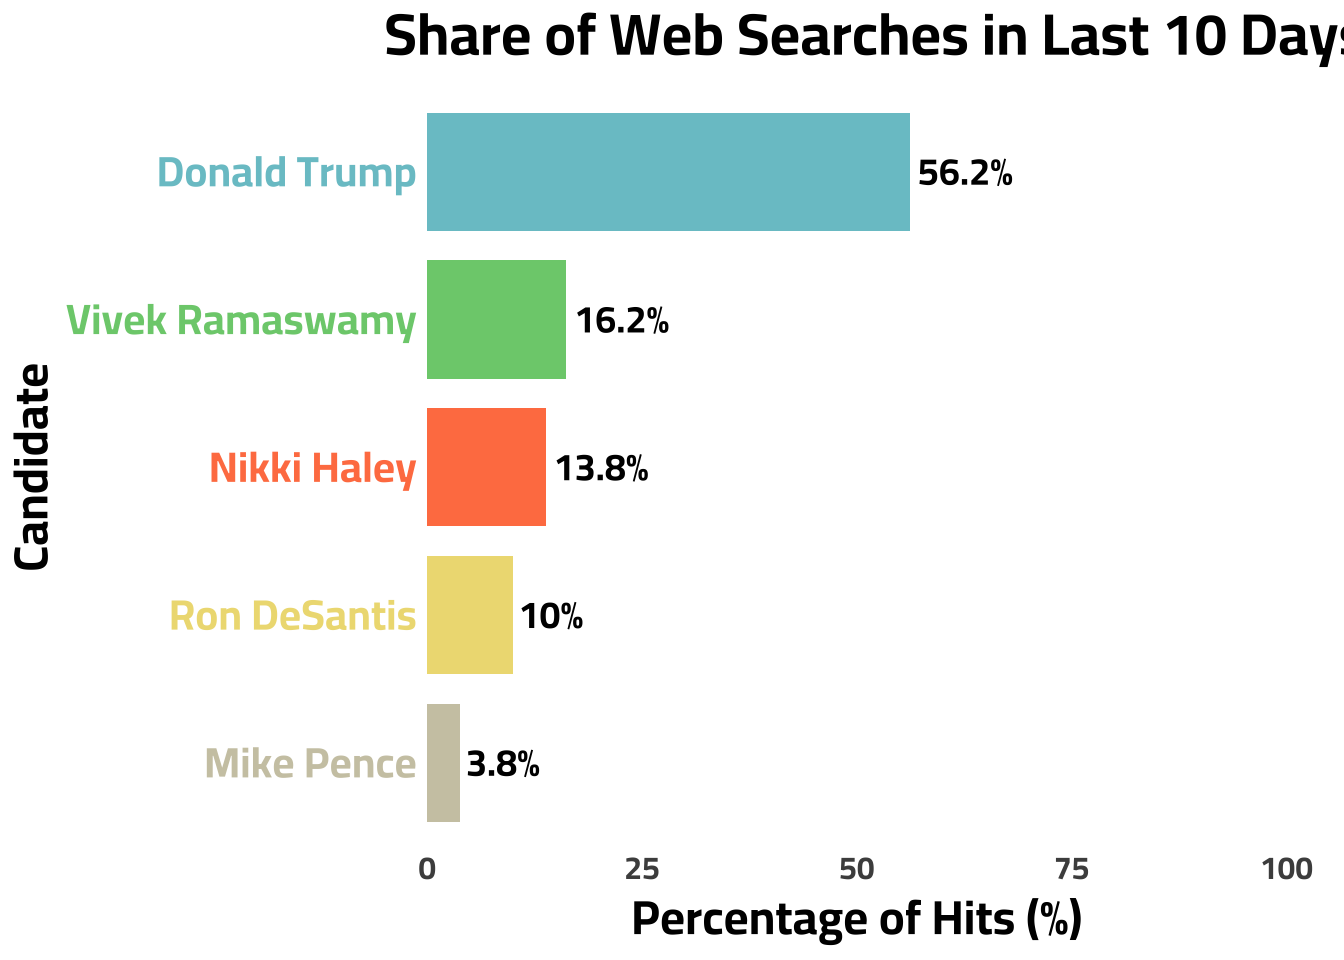 Share of Web Searches in Last 10 Days
Donald Trump 56.2%
Vivek Ramaswamy 16.2%
Nikki Haley 13.8%
Ron DeSantis 10%
Mike Pence 3.8%
Candidate
0 25 50 75 100
Percentage of Hits (%)